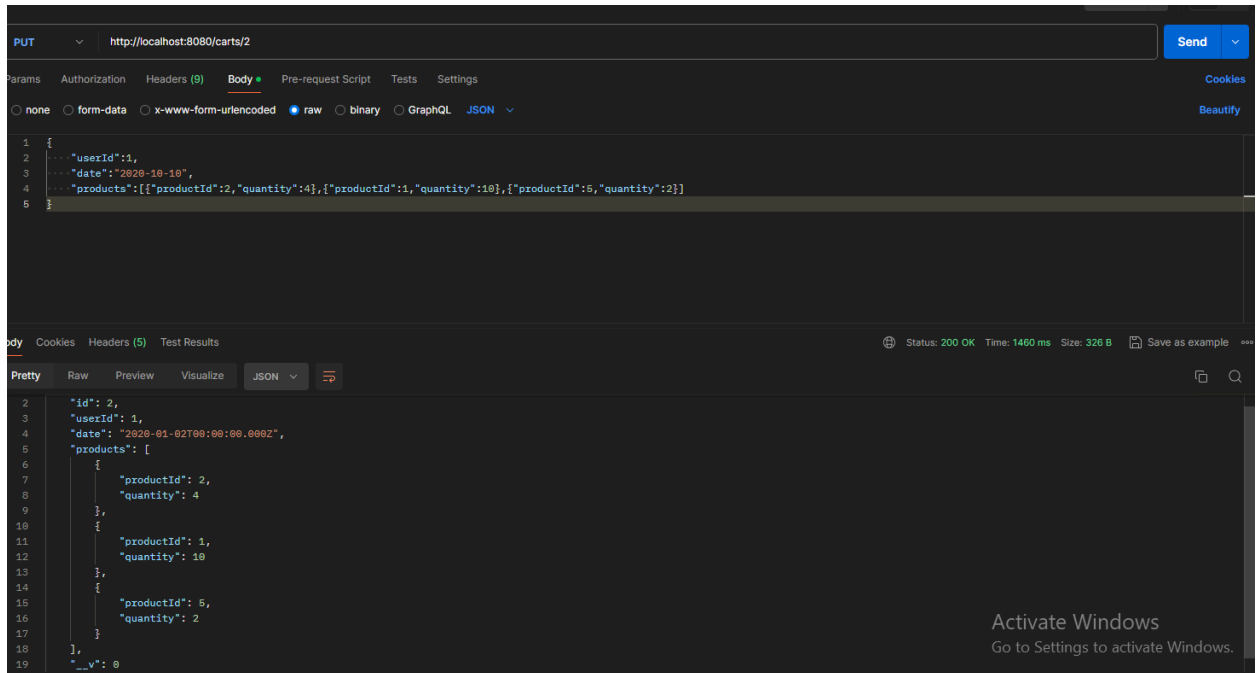 PUT http://localhost:8080/carts/2 Send
Params Authorization Headers (9) Body Pre-request Script Tests Settings Cookies
none form-data x-www-form-urlencoded raw binary GraphQL JSON Beautify
1 {
2 ····"userId":1,
3 ····"date":"2020-10-10",
4 ····"products":[{"productId":2,"quantity":4},{"productId":1,"quantity":10},{"productId":5,"quantity":2}]
5 }
ody Cookies Headers (5) Test Results Status: 200 OK Time: 1460 ms Size: 326 B Save as example
Pretty Raw Preview Visualize JSON
2 "id": 2,
3 "userId": 1,
4 "date": "2020-01-02T00:00:00.000Z",
5 "products": [
6 {
7 "productId": 2,
8 "quantity": 4
9 },
10 {
11 "productId": 1,
12 "quantity": 10
13 },
14 {
15 "productId": 5,
16 "quantity": 2
17 }
18 ],
19 "__v": 0
Activate Windows
Go to Settings to activate Windows.